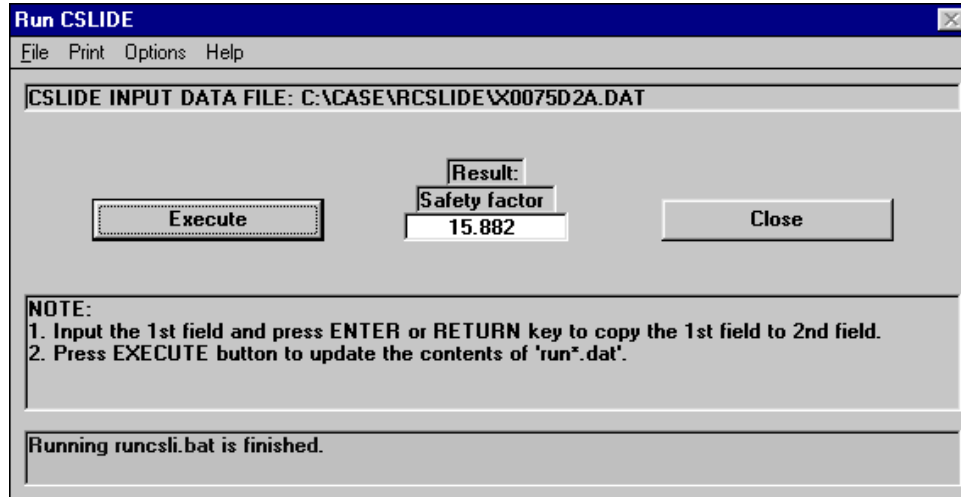 Run CSLIDE
File Print Options Help
CSLIDE INPUT DATA FILE: C:\CASE\RCSLIDE\X0075D2A.DAT
Result:
Safety factor
Execute
15.882
Close
NOTE:
1. Input the 1st field and press ENTER or RETURN key to copy the 1st field to 2nd field.
2. Press EXECUTE button to update the contents of 'run*.dat'.
Running runcsli.bat is finished.